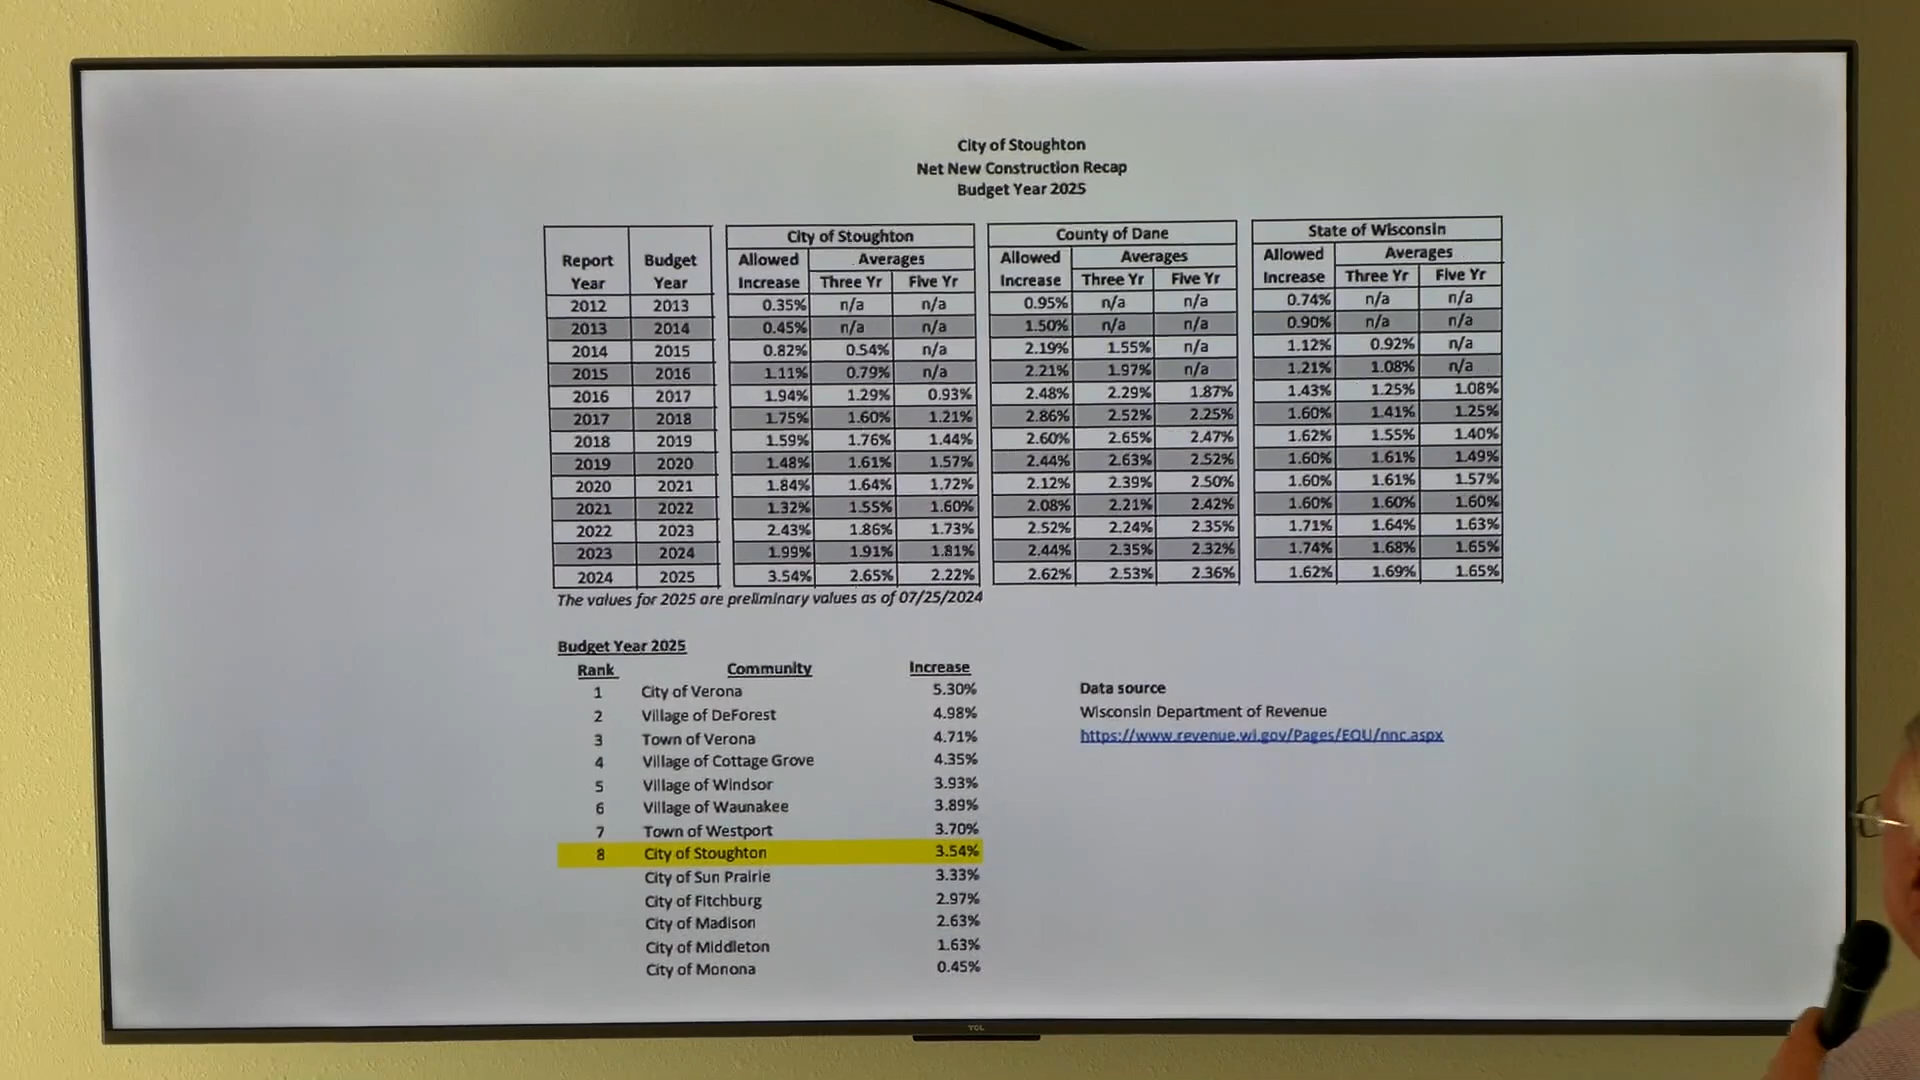 City of Stoughton
Net New Construction Recap
Budget Year 2025
City of Stoughton County of Dane State of Wisconsin
Report Year Budget Year Allowed Increase Averages Three Yr Five Yr Allowed Increase Averages Three Yr Five Yr Allowed Increase Averages Three Yr Five Yr
2012 2013 0.35% n/a n/a 0.95% n/a n/a 0.74% n/a n/a
2013 2014 0.45% n/a n/a 1.50% n/a n/a 0.90% n/a n/a
2014 2015 0.82% 0.54% n/a 2.19% 1.55% n/a 1.12% 0.92% n/a
2015 2016 1.11% 0.79% n/a 2.21% 1.97% n/a 1.21% 1.08% n/a
2016 2017 1.94% 1.29% 0.93% 2.48% 2.29% 1.87% 1.43% 1.25% 1.08%
2017 2018 1.75% 1.60% 1.21% 2.86% 2.52% 2.25% 1.60% 1.41% 1.25%
2018 2019 1.59% 1.76% 1.44% 2.60% 2.65% 2.47% 1.62% 1.55% 1.40%
2019 2020 1.48% 1.61% 1.57% 2.44% 2.63% 2.52% 1.60% 1.61% 1.49%
2020 2021 1.84% 1.64% 1.72% 2.12% 2.39% 2.50% 1.60% 1.61% 1.57%
2021 2022 1.32% 1.55% 1.60% 2.08% 2.21% 2.42% 1.60% 1.60% 1.60%
2022 2023 2.43% 1.86% 1.73% 2.52% 2.24% 2.35% 1.71% 1.64% 1.63%
2023 2024 1.99% 1.91% 1.81% 2.44% 2.35% 2.32% 1.74% 1.68% 1.65%
2024 2025 3.54% 2.65% 2.22% 2.62% 2.53% 2.36% 1.62% 1.69% 1.65%
The values for 2025 are preliminary values as of 07/25/2024
Budget Year 2025
Rank Community Increase
1 City of Verona 5.30%
2 Village of DeForest 4.98%
3 Town of Verona 4.71%
4 Village of Cottage Grove 4.35%
5 Village of Windsor 3.93%
6 Village of Waunakee 3.89%
7 Town of Westport 3.70%
8 City of Stoughton 3.54%
City of Sun Prairie 3.33%
City of Fitchburg 2.97%
City of Madison 2.63%
City of Middleton 1.63%
City of Monona 0.45%
Data source
Wisconsin Department of Revenue
https://www.revenue.wi.gov/Pages/EQU/nnc.aspx
TCL